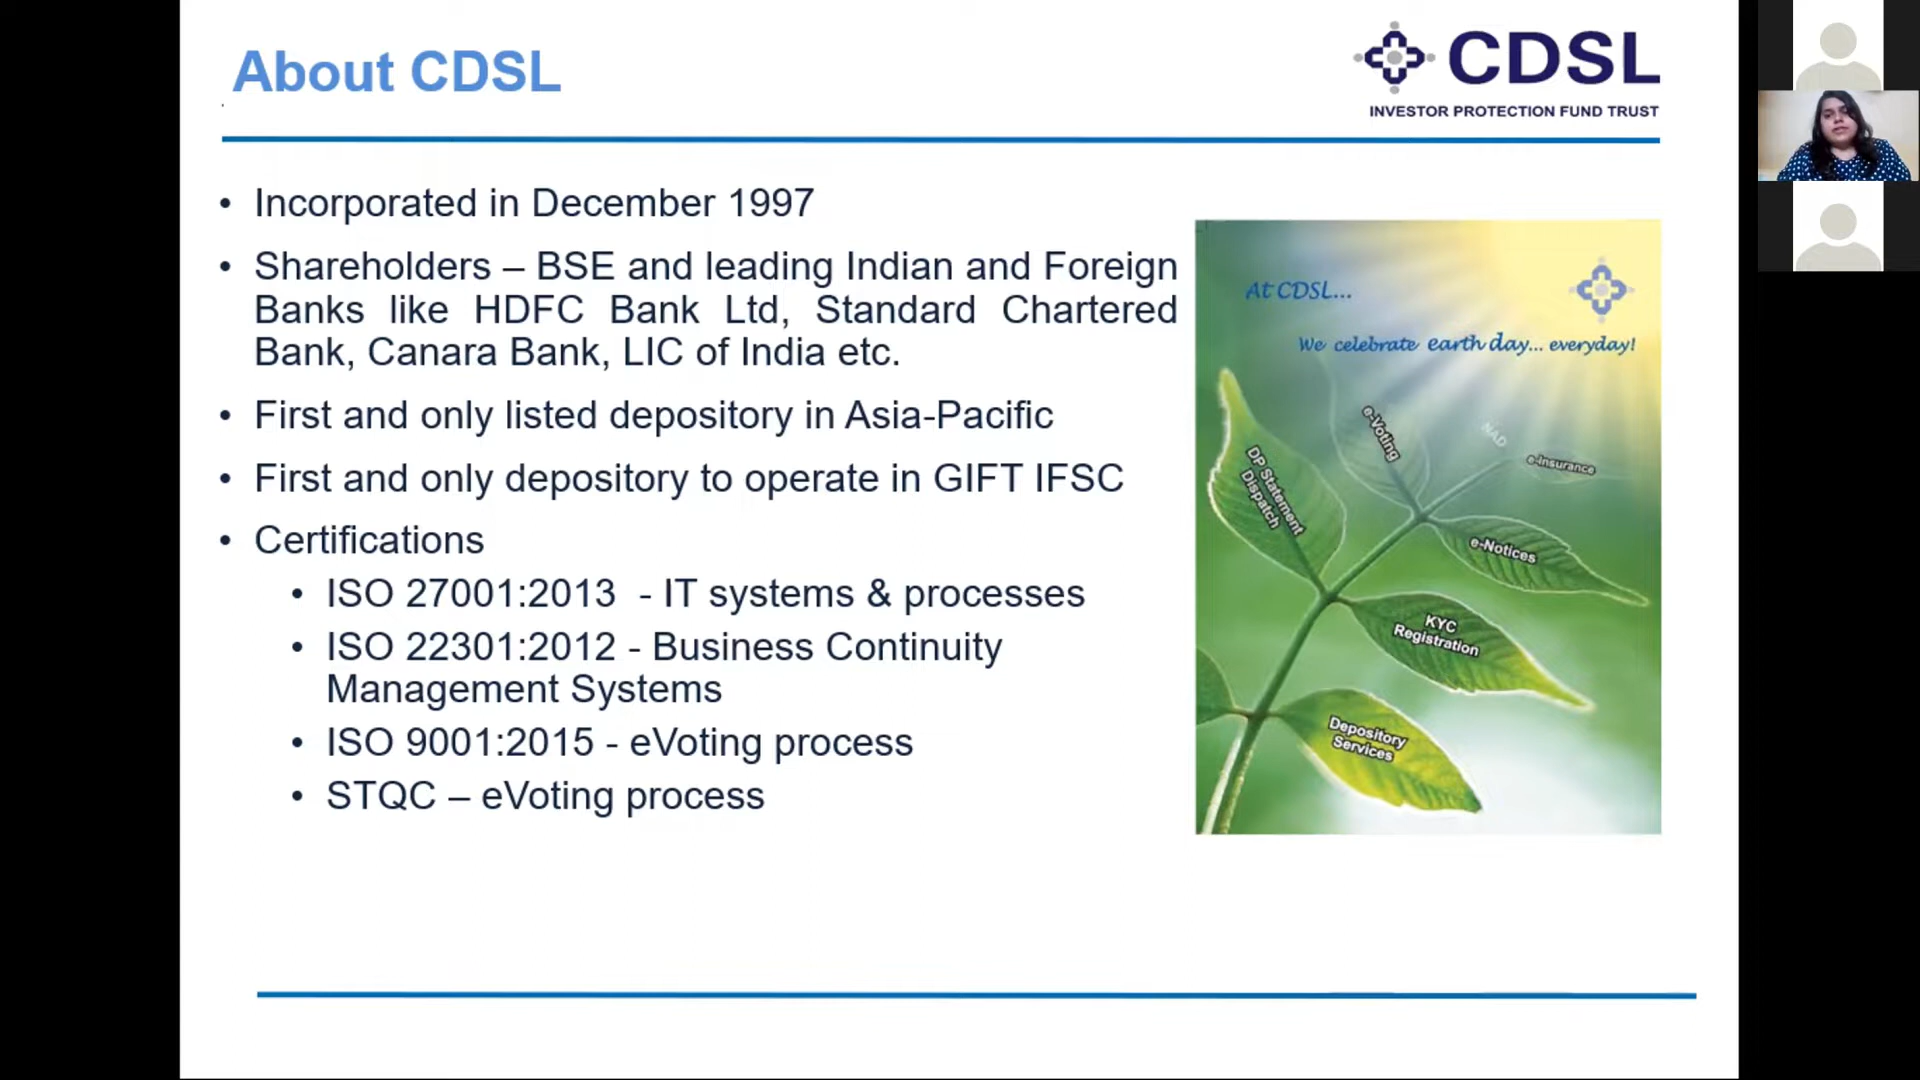 About CDSL
CDSL
INVESTOR PROTECTION FUND TRUST
• Incorporated in December 1997
• Shareholders – BSE and leading Indian and Foreign
Banks like HDFC Bank Ltd, Standard Chartered
Bank, Canara Bank, LIC of India etc.
• First and only listed depository in Asia-Pacific
• First and only depository to operate in GIFT IFSC
• Certifications
• ISO 27001:2013 - IT systems & processes
• ISO 22301:2012 - Business Continuity
Management Systems
• ISO 9001:2015 - eVoting process
• STQC – eVoting process
At CDSL...
We celebrate earth day... everyday!
e-Voting
NAD
e-Insurance
DP Statement
Dispatch
e-Notices
KYC
Registration
Depository
Services